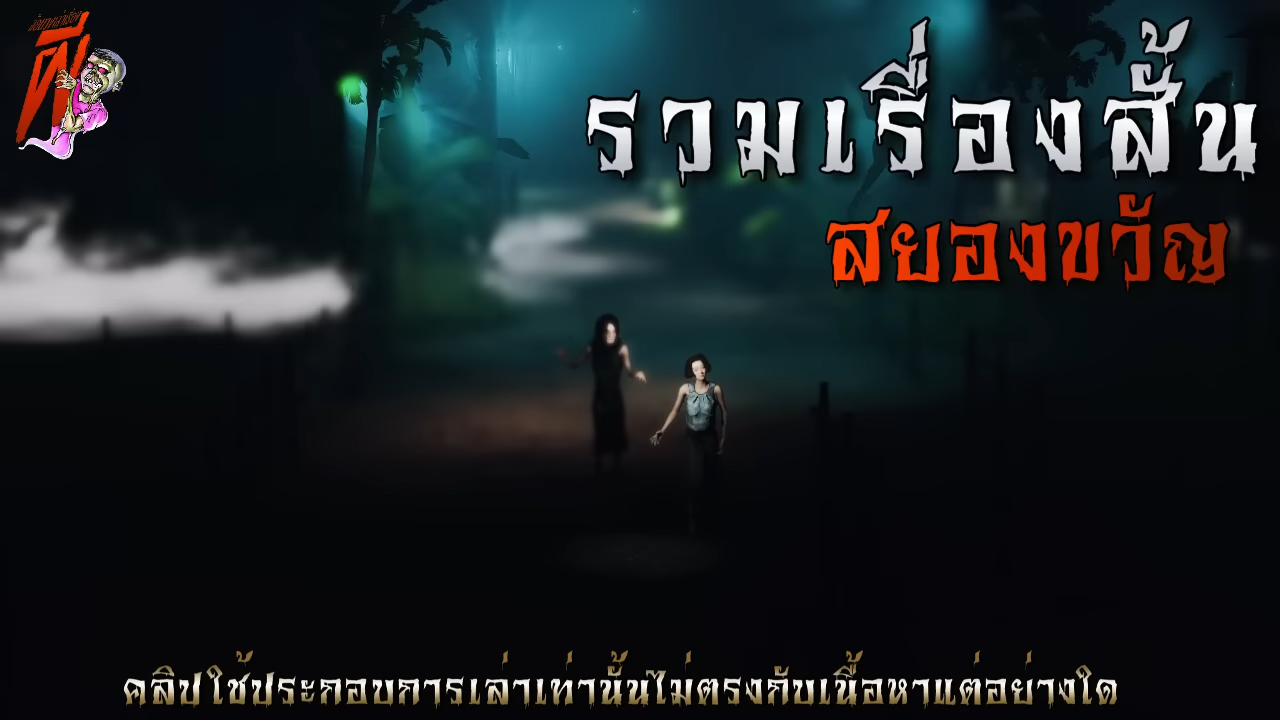 ผี
รวมเรื่องสั้น
สยองขวัญ
คลิปใช้ประกอบการเล่าเท่านั้นไม่ตรงกับเนื้อหาแต่อย่างใด